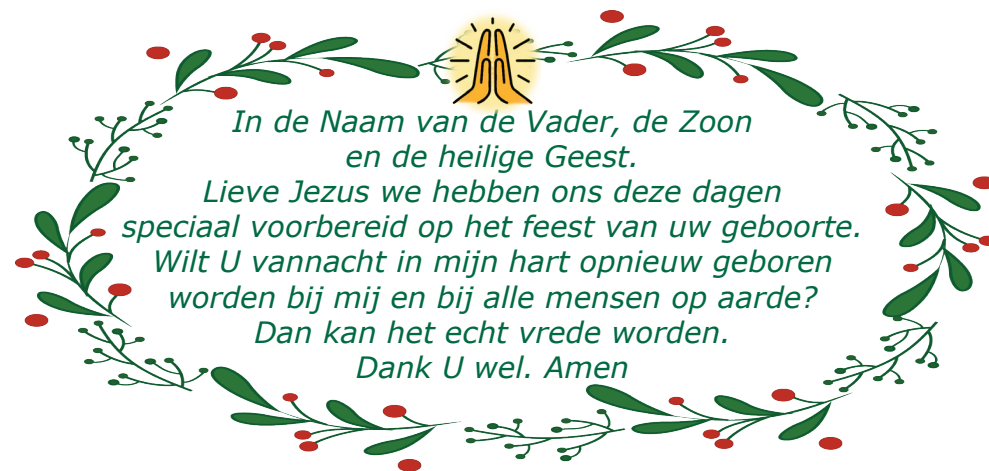 In de Naam van de Vader, de Zoon
en de heilige Geest.
Lieve Jezus we hebben ons deze dagen
speciaal voorbereid op het feest van uw geboorte.
Wilt U vannacht in mijn hart opnieuw geboren
worden bij mij en bij alle mensen op aarde?
Dan kan het echt vrede worden.
Dank U wel. Amen